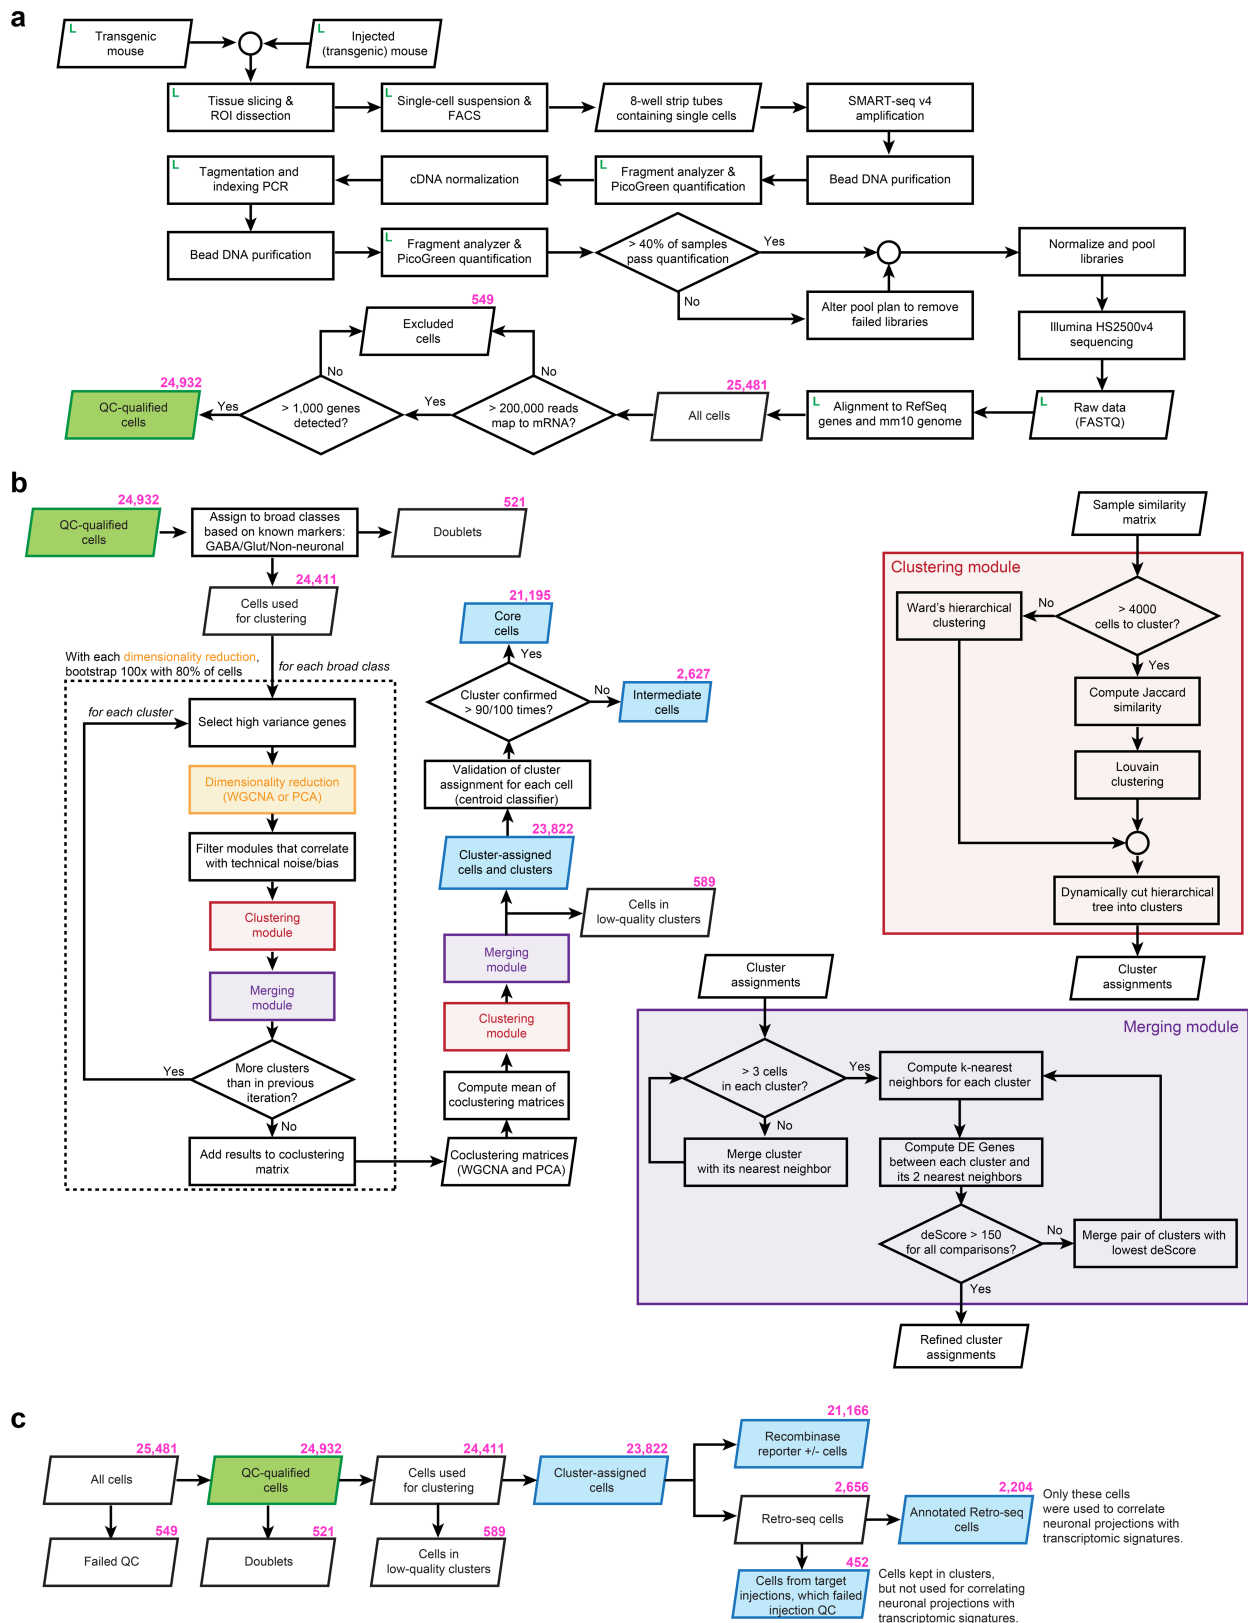 a
L
Transgenic
mouse
L
Injected
(transgenic) mouse
L
Tissue slicing &
ROI dissection
L
Single-cell suspension &
FACS
8-well strip tubes
containing single cells
SMART-seq v4
amplification
L
Tagmentation and
indexing PCR
cDNA normalization
L
Fragment analyzer &
PicoGreen quantification
Bead DNA purification
Bead DNA purification
L
Fragment analyzer &
PicoGreen quantification
> 40% of samples
pass quantification
Yes
No
Alter pool plan to remove
failed libraries
Normalize and pool
libraries
Illumina HS2500v4
sequencing
549
Excluded
cells
No
No
24,932
QC-qualified
cells
Yes
> 1,000 genes
detected?
Yes
> 200,000 reads
map to mRNA?
25,481
All cells
L
Alignment to RefSeq
genes and mm10 genome
L
Raw data
(FASTQ)
b
24,932
QC-qualified
cells
Assign to broad classes
based on known markers:
GABA/Glut/Non-neuronal
521
Doublets
24,411
Cells used
for clustering
With each dimensionality reduction,
bootstrap 100x with 80% of cells
for each broad class
for each cluster
Select high variance genes
Dimensionality reduction
(WGCNA or PCA)
Filter modules that correlate
with technical noise/bias
Clustering
module
Merging
module
Yes
More clusters
than in previous
iteration?
No
Add results to coclustering
matrix
21,195
Core
cells
Yes
Cluster confirmed
> 90/100 times?
No
2,627
Intermediate
cells
Validation of cluster
assignment for each cell
(centroid classifier)
23,822
Cluster-assigned
cells and clusters
589
Cells in
low-quality clusters
Merging
module
Clustering
module
Compute mean of
coclustering matrices
Coclustering matrices
(WGCNA and PCA)
Sample similarity
matrix
Clustering module
Ward's hierarchical
clustering
No
> 4000
cells to cluster?
Yes
Compute Jaccard
similarity
Louvain
clustering
Dynamically cut hierarchical
tree into clusters
Cluster
assignments
Cluster
assignments
Merging module
> 3 cells
in each cluster?
Yes
Compute k-nearest
neighbors for each cluster
No
Merge cluster
with its nearest neighbor
Compute DE Genes
between each cluster and
its 2 nearest neighbors
deScore > 150
for all comparisons?
No
Merge pair of clusters with
lowest deScore
Yes
Refined cluster
assignments
c
25,481
All cells
24,932
QC-qualified
cells
24,411
Cells used
for clustering
23,822
Cluster-assigned
cells
21,166
Recombinase
reporter +/- cells
549
Failed QC
521
Doublets
589
Cells in
low-quality clusters
2,656
Retro-seq cells
2,204
Annotated Retro-seq
cells
Only these cells
were used to correlate
neuronal projections with
transcriptomic signatures.
452
Cells from target
injections, which failed
injection QC
Cells kept in clusters,
but not used for correlating
neuronal projections with
transcriptomic signatures.